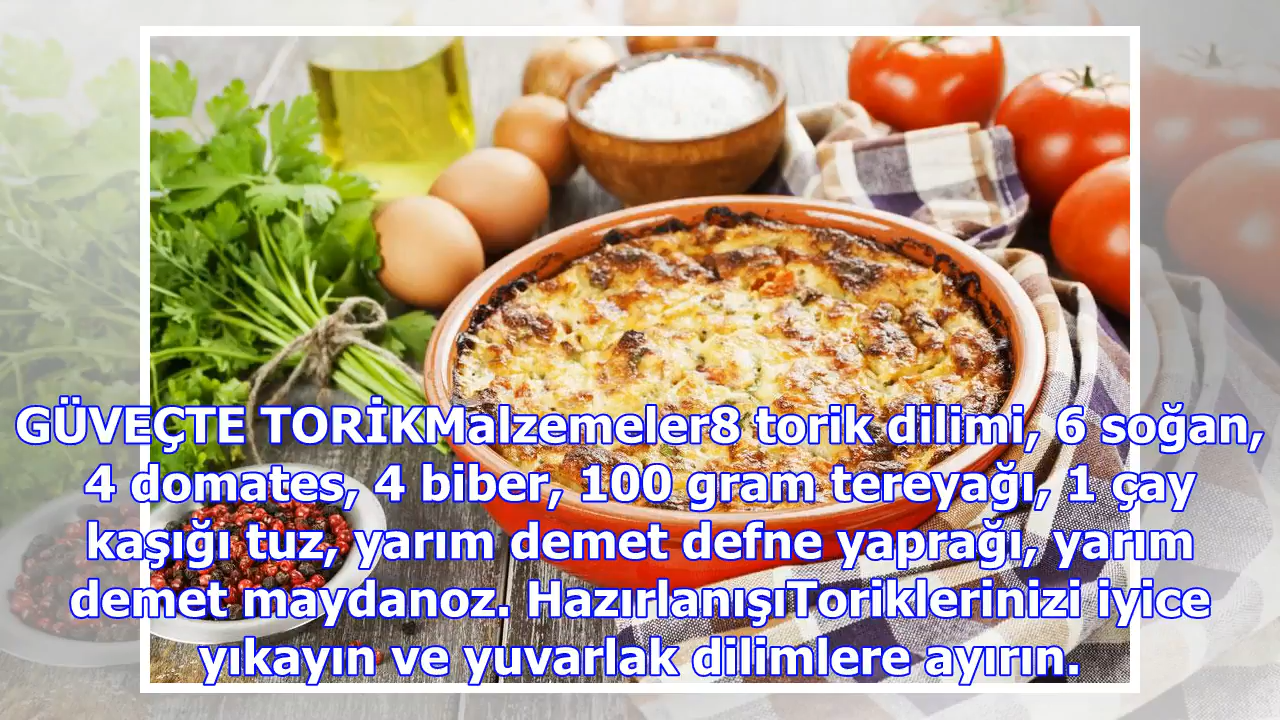 GÜVEÇTE TORİKMalzemeler8 torik dilimi, 6 soğan,
4 domates, 4 biber, 100 gram tereyağı, 1 çay
kaşığı tuz, yarım demet defne yaprağı, yarım
demet maydanoz. HazırlanışıToriklerinizi iyice
yıkayın ve yuvarlak dilimlere ayırın.